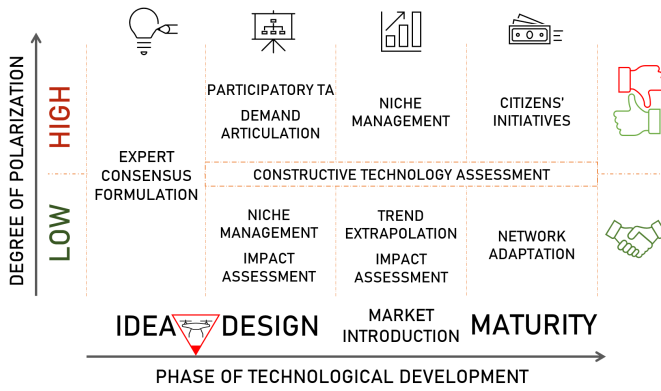 DEGREE OF POLARIZATION
HIGH
LOW
EXPERT
CONSENSUS
FORMULATION
PARTICIPATORY TA
DEMAND
ARTICULATION
NICHE
MANAGEMENT
CITIZENS'
INITIATIVES
CONSTRUCTIVE TECHNOLOGY ASSESSMENT
NICHE
MANAGEMENT
IMPACT
ASSESSMENT
TREND
EXTRAPOLATION
IMPACT
ASSESSMENT
NETWORK
ADAPTATION
IDEA
DESIGN
MARKET
INTRODUCTION
MATURITY
PHASE OF TECHNOLOGICAL DEVELOPMENT